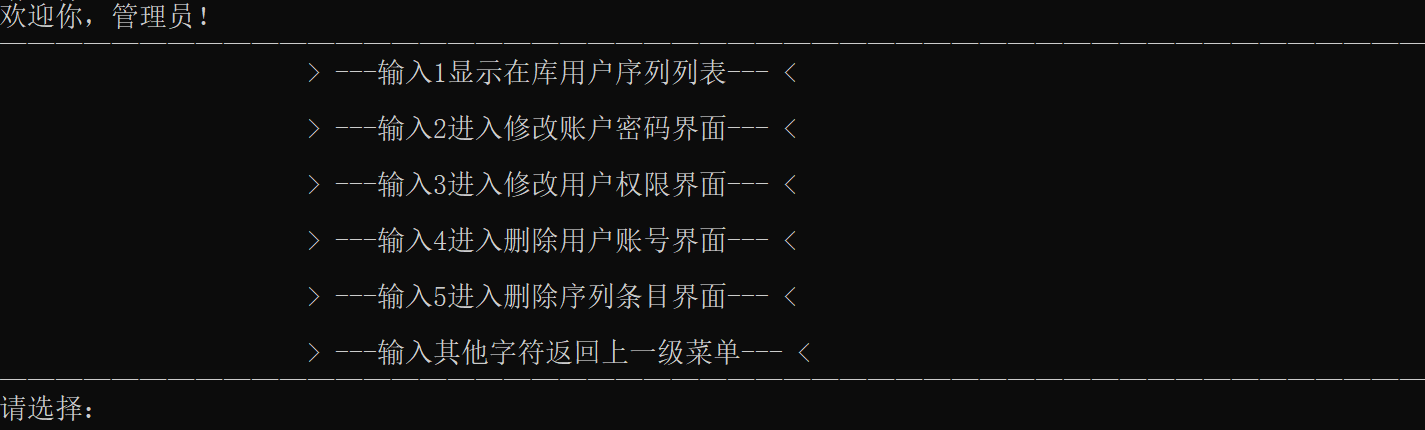 欢迎你，管理员！
> ---输入1显示在库用户序列列表--- <
> ---输入2进入修改账户密码界面--- <
> ---输入3进入修改用户权限界面--- <
> ---输入4进入删除用户账号界面--- <
> ---输入5进入删除序列条目界面--- <
> ---输入其他字符返回上一级菜单--- <
请选择：